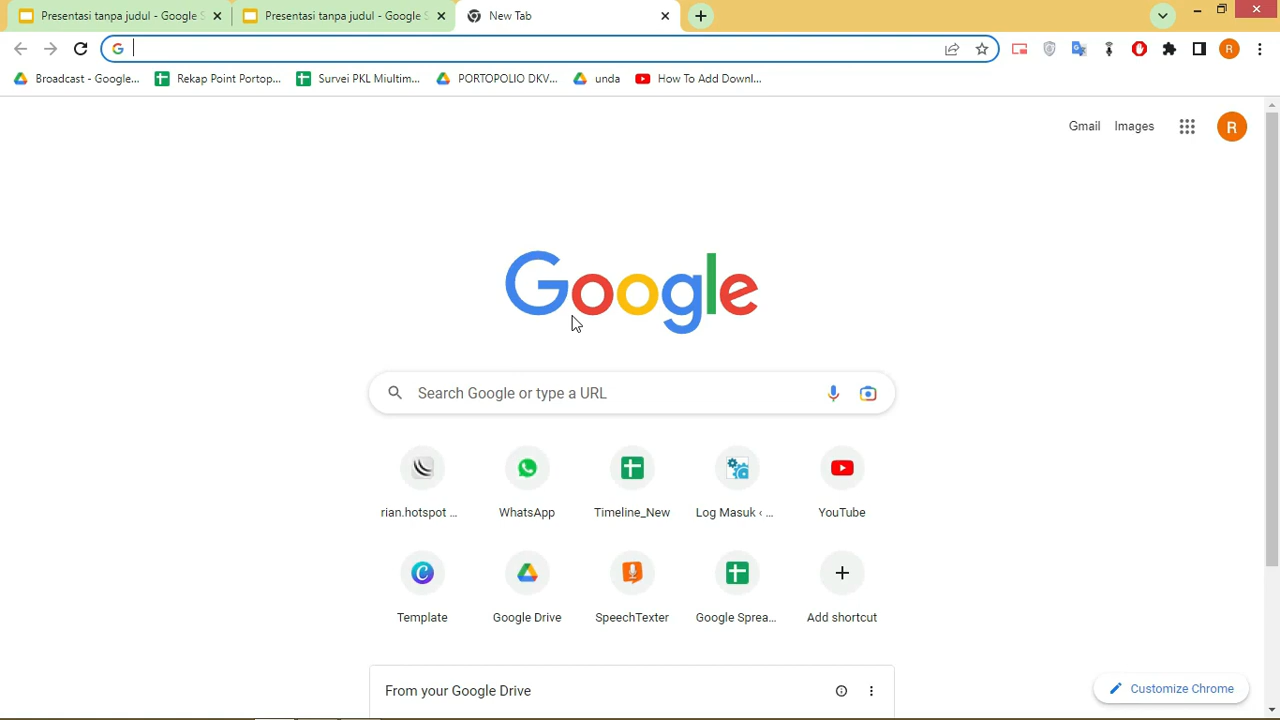 Presentasi tanpa judul - Google S
Presentasi tanpa judul - Google S
New Tab
Broadcast - Google...
Rekap Point Portop...
Survei PKL Multim...
PORTOPOLIO DKV...
unda
How To Add Downl...
R
Gmail
Images
R
Google
Search Google or type a URL
rian.hotspot ...
WhatsApp
Timeline_New
Log Masuk ‹ ...
YouTube
Template
Google Drive
SpeechTexter
Google Sprea...
Add shortcut
From your Google Drive
Customize Chrome